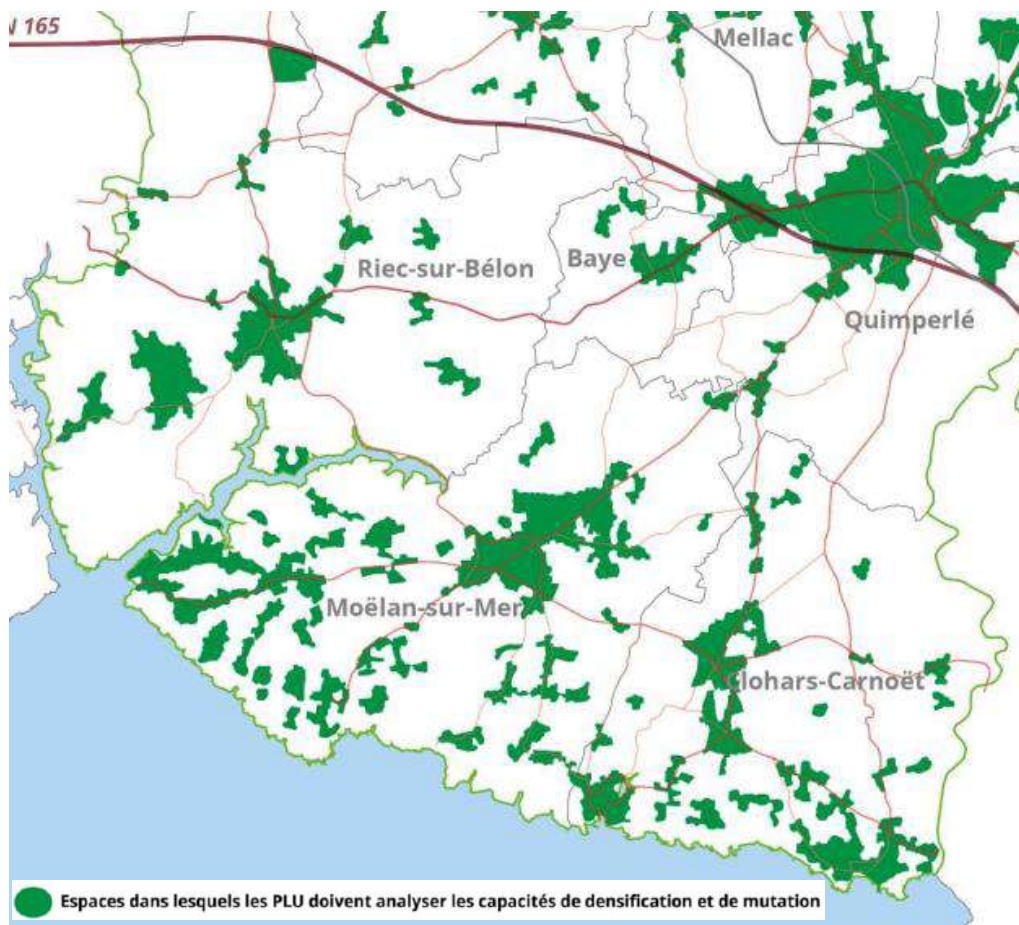 N 165
Mellac
Riec-sur-Bélon
Baye
Quimperlé
Moëlan-sur-Mer
Clohars-Carnoët
Espaces dans lesquels les PLU doivent analyser les capacités de densification et de mutation